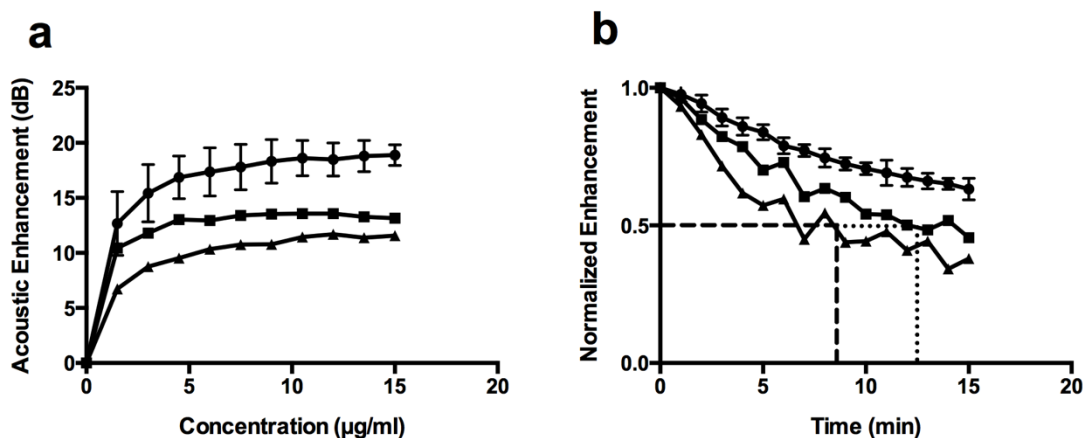 a
Acoustic Enhancement (dB)
25
20
15
10
5
0
0 5 10 15 20
Concentration (µg/ml)
b
Normalized Enhancement
1.0
0.5
0.0
0 5 10 15 20
Time (min)